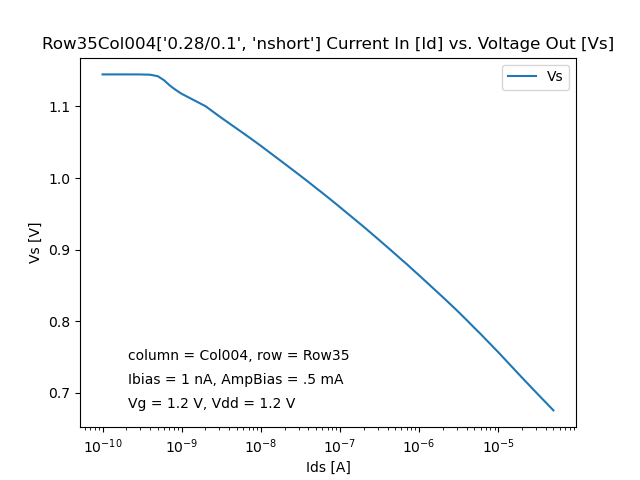 Row35Col004['0.28/0.1', 'nshort'] Current In [Id] vs. Voltage Out [Vs]
Vs
1.1
1.0
0.9
0.8
0.7
Vs [V]
column = Col004, row = Row35
Ibias = 1 nA, AmpBias = .5 mA
Vg = 1.2 V, Vdd = 1.2 V
10⁻¹⁰ 10⁻⁹ 10⁻⁸ 10⁻⁷ 10⁻⁶ 10⁻⁵
Ids [A]